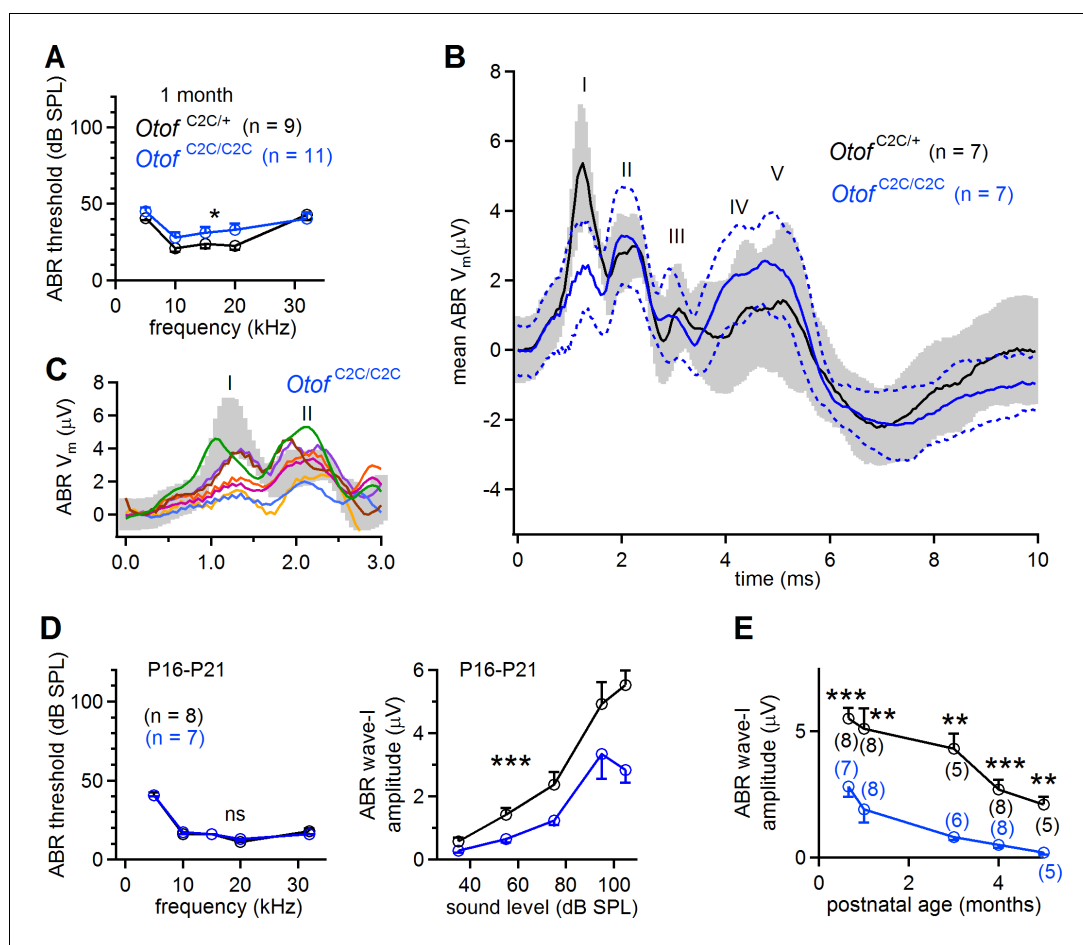 A
ABR threshold (dB SPL)
100
50
0
1 month
Otof C2C/+ (n = 9)
Otof C2C/C2C (n = 11)
*
0 10 20 30
frequency (kHz)
B
mean ABR Vm(µV)
8
6
4
2
0
-2
-4
I
II
III
IV
V
Otof C2C/+ (n = 7)
Otof C2C/C2C (n = 7)
0 2 4 6 8 10
time (ms)
C
ABR Vm (µV)
8
6
4
2
0
I
II
Otof C2C/C2C
0.0 1.0 2.0 3.0
D
ABR threshold (dB SPL)
100
50
0
P16-P21
(n = 8)
(n = 7)
ns
0 10 20 30
frequency (kHz)
ABR wave-I
amplitude (µV)
6
4
2
0
P16-P21
***
40 60 80 100
sound level (dB SPL)
E
ABR wave-I
amplitude (µV)
5
0
*** ** ** *** **
(8) (8) (5) (8) (5)
(7) (8) (6) (8) (5)
0 2 4
postnatal age (months)